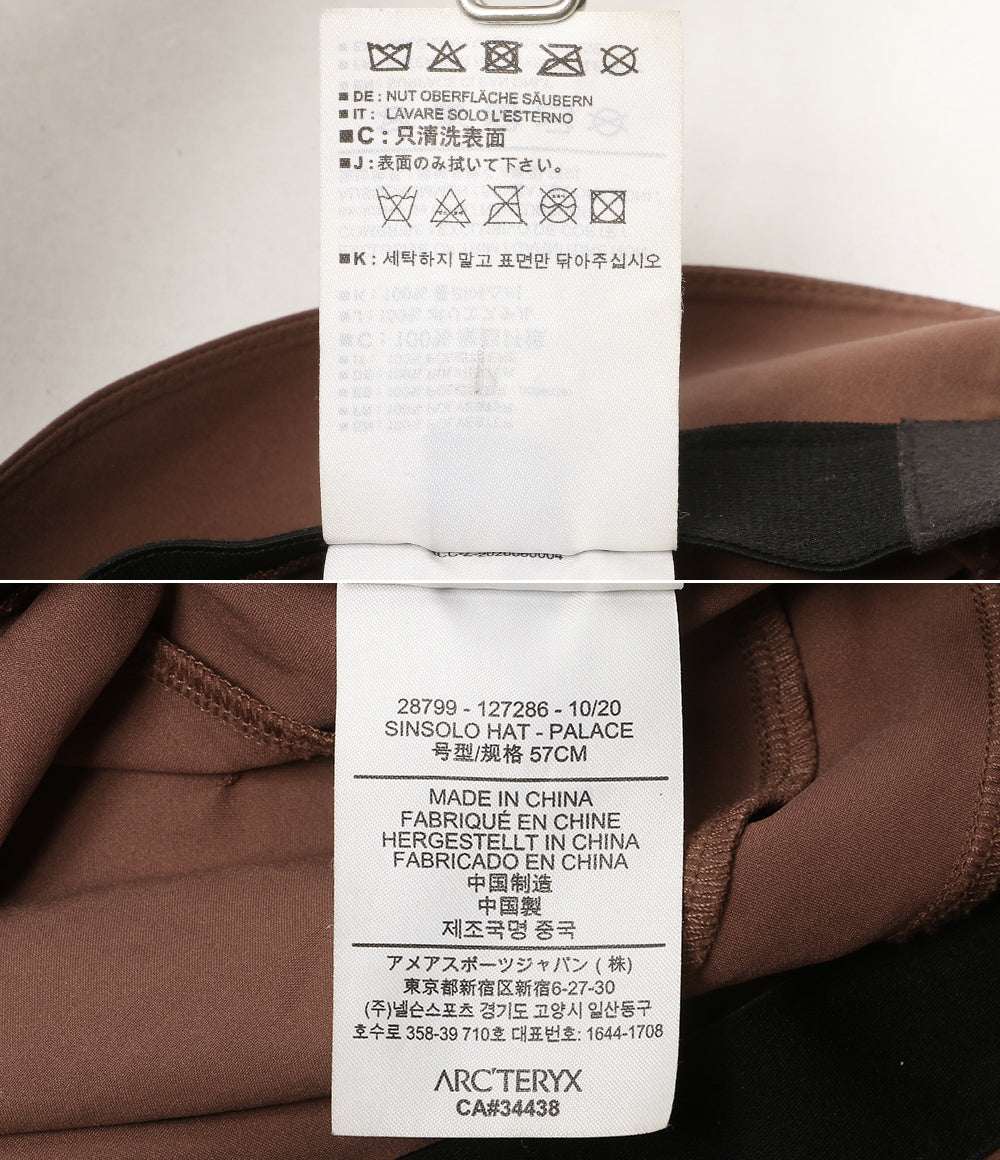 DE : NUT OBERFLÄCHE SÄUBERN
IT : LAVARE SOLO L'ESTERNO
C : 只清洗表面
J : 表面のみ拭いて下さい。
K : 세탁하지 말고 표면만 닦아주십시오
28799 - 127286 - 10/20
SINSOLO HAT - PALACE
号型/规格 57CM
MADE IN CHINA
FABRIQUÉ EN CHINE
HERGESTELLT IN CHINA
FABRICADO EN CHINA
中国制造
中国製
제조국명 중국
アメアスポーツジャパン ( 株)
東京都新宿区新宿6-27-30
(주)넬슨스포츠 경기도 고양시 일산동구
호수로 358-39 710호 대표번호: 1644-1708
ARC'TERYX
CA#34438